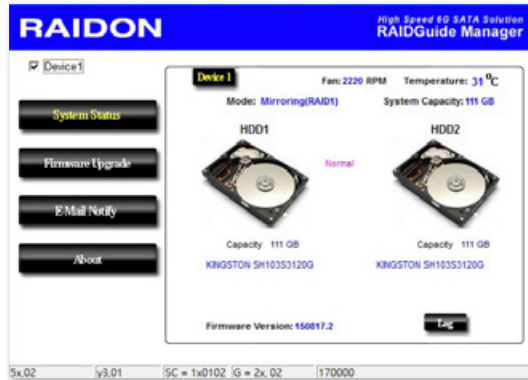 RAIDON
High Speed 6G SATA Solution
RAIDGuide Manager
Device1
System Status
Firmware Upgrade
E-Mail Notify
About
Device 1
Fan: 2220 RPM Temperature: 31 °C
Mode: Mirroring(RAID1) System Capacity: 111 GB
HDD1 HDD2
Normal
Capacity 111 GB Capacity 111 GB
KINGSTON SH103S3120G KINGSTON SH103S3120G
Firmware Version: 150817.2 Log
5x,02 y3,01 SC = 1x0102 G = 2x, 02 170000